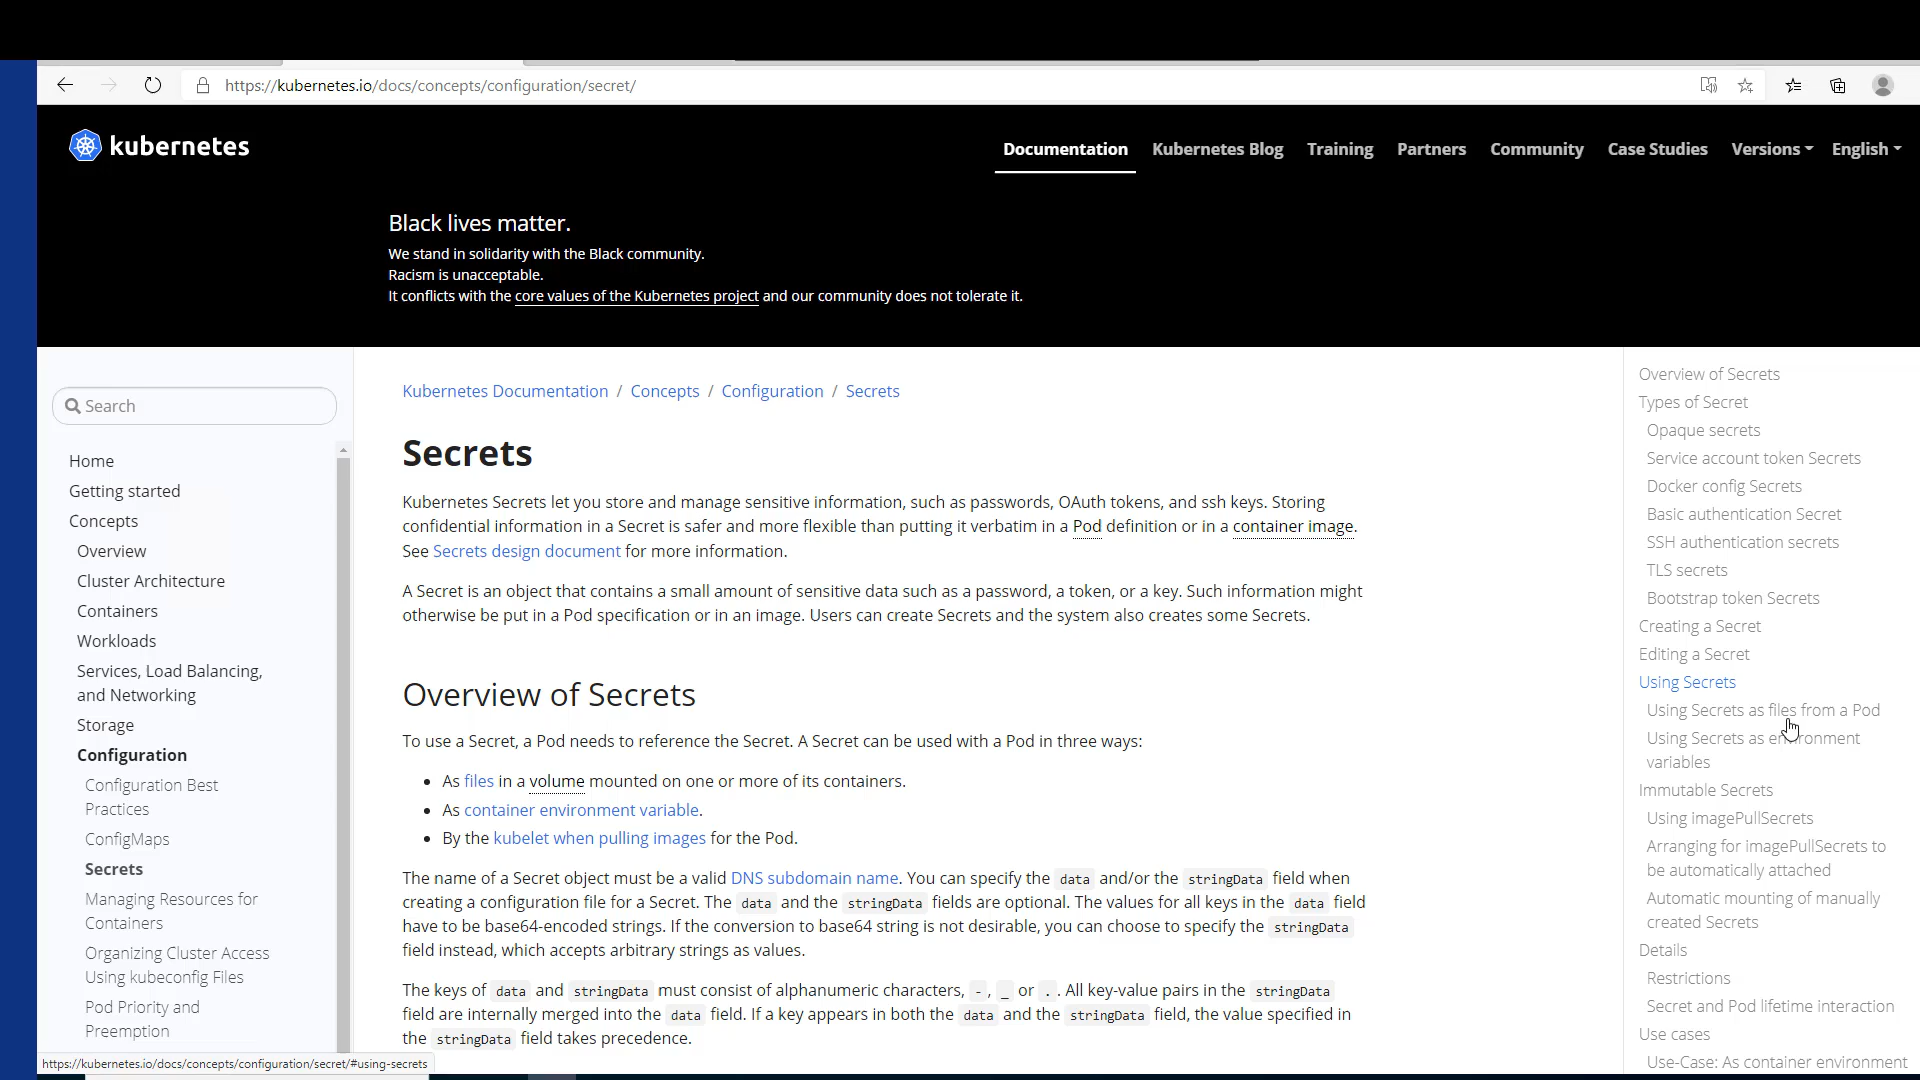 https://kubernetes.io/docs/concepts/configuration/secret/
kubernetes
Documentation
Kubernetes Blog
Training
Partners
Community
Case Studies
Versions
English
Black lives matter.
We stand in solidarity with the Black community.
Racism is unacceptable.
It conflicts with the core values of the Kubernetes project and our community does not tolerate it.
Search
Home
Getting started
Concepts
Overview
Cluster Architecture
Containers
Workloads
Services, Load Balancing,
and Networking
Storage
Configuration
Configuration Best
Practices
ConfigMaps
Secrets
Managing Resources for
Containers
Organizing Cluster Access
Using kubeconfig Files
Pod Priority and
Preemption
Kubernetes Documentation / Concepts / Configuration / Secrets
Secrets
Kubernetes Secrets let you store and manage sensitive information, such as passwords, OAuth tokens, and ssh keys. Storing
confidential information in a Secret is safer and more flexible than putting it verbatim in a Pod definition or in a container image.
See Secrets design document for more information.
A Secret is an object that contains a small amount of sensitive data such as a password, a token, or a key. Such information might
otherwise be put in a Pod specification or in an image. Users can create Secrets and the system also creates some Secrets.
Overview of Secrets
To use a Secret, a Pod needs to reference the Secret. A Secret can be used with a Pod in three ways:
• As files in a volume mounted on one or more of its containers.
• As container environment variable.
• By the kubelet when pulling images for the Pod.
The name of a Secret object must be a valid DNS subdomain name. You can specify the data and/or the stringData field when
creating a configuration file for a Secret. The data and the stringData fields are optional. The values for all keys in the data field
have to be base64-encoded strings. If the conversion to base64 string is not desirable, you can choose to specify the stringData
field instead, which accepts arbitrary strings as values.
The keys of data and stringData must consist of alphanumeric characters, -, _ or . . All key-value pairs in the stringData
field are internally merged into the data field. If a key appears in both the data and the stringData field, the value specified in
the stringData field takes precedence.
Overview of Secrets
Types of Secret
Opaque secrets
Service account token Secrets
Docker config Secrets
Basic authentication Secret
SSH authentication secrets
TLS secrets
Bootstrap token Secrets
Creating a Secret
Editing a Secret
Using Secrets
Using Secrets as files from a Pod
Using Secrets as environment
variables
Immutable Secrets
Using imagePullSecrets
Arranging for imagePullSecrets to
be automatically attached
Automatic mounting of manually
created Secrets
Details
Restrictions
Secret and Pod lifetime interaction
Use cases
Use-Case: As container environment
https://kubernetes.io/docs/concepts/configuration/secret/#using-secrets